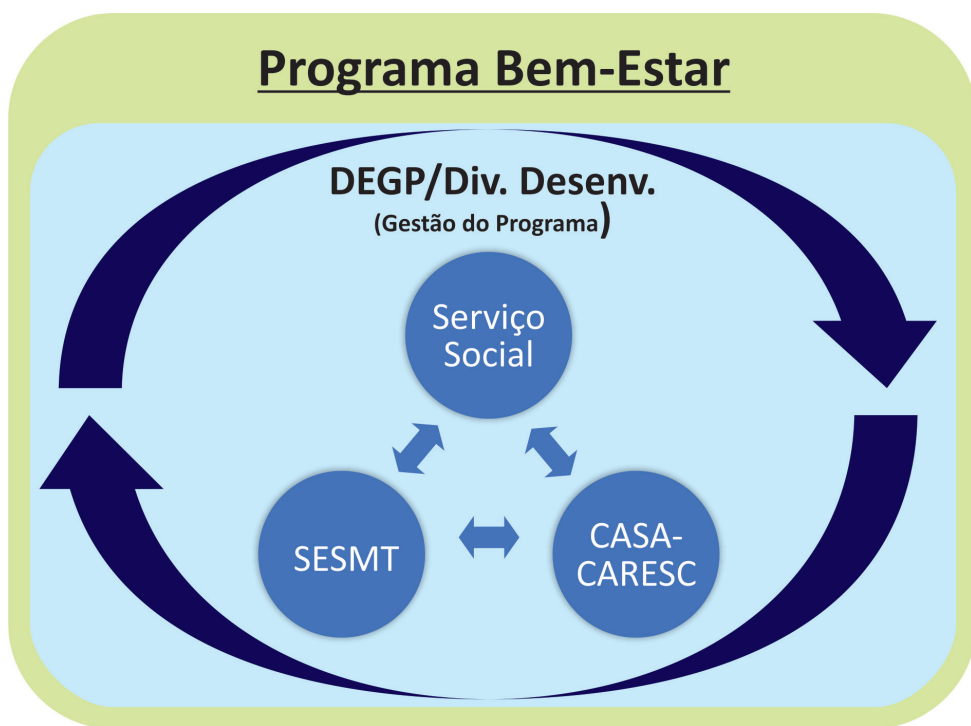 Programa Bem-Estar
DEGP/Div. Desenv.
(Gestão do Programa)
Serviço
Social
SESMT
CASA-
CARESC